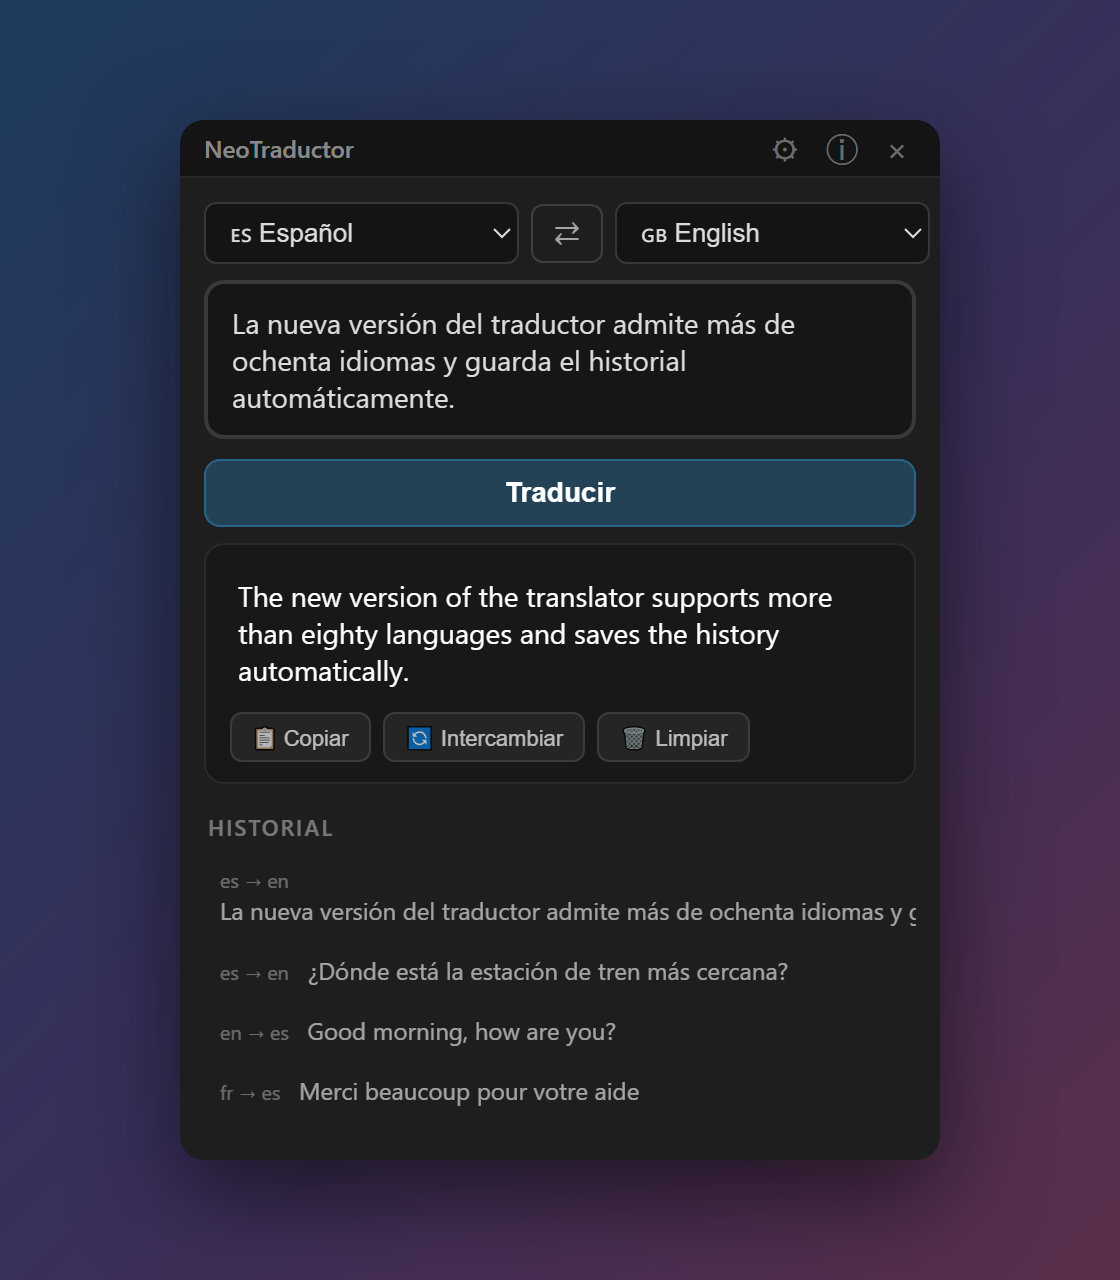 NeoTraductor
ES Español
GB English
La nueva versión del traductor admite más de
ochenta idiomas y guarda el historial
automáticamente.
Traducir
The new version of the translator supports more
than eighty languages and saves the history
automatically.
Copiar
Intercambiar
Limpiar
HISTORIAL
es → en
La nueva versión del traductor admite más de ochenta idiomas y
es → en ¿Dónde está la estación de tren más cercana?
en → es Good morning, how are you?
fr → es Merci beaucoup pour votre aide